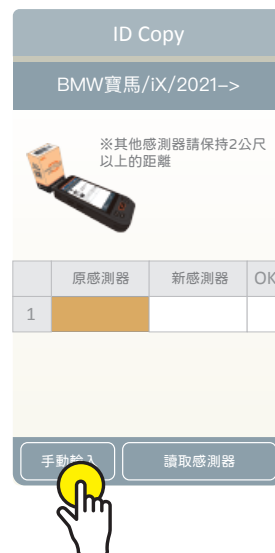 ID Copy
BMW寶馬/iX/2021->
※其他感測器請保持2公尺
以上的距離
原感測器 新感測器 OK
1
手動輸入 讀取感測器